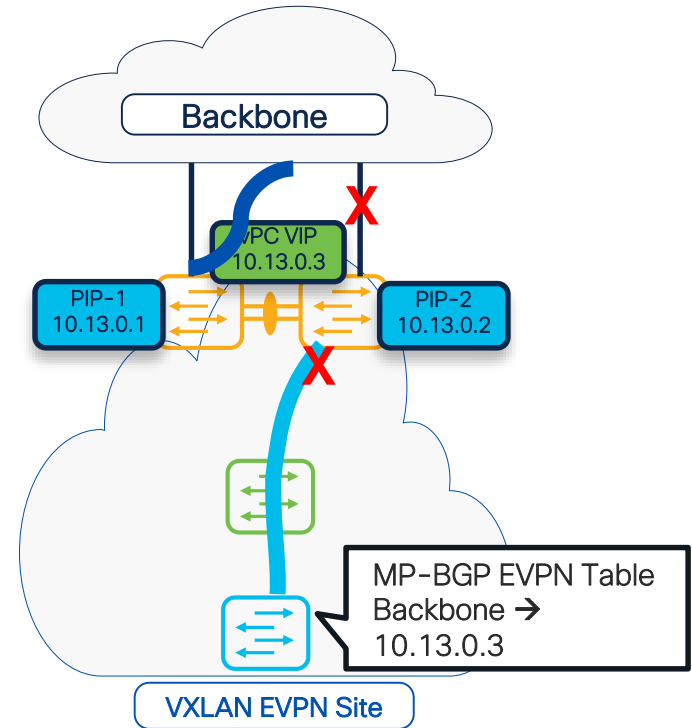 Backbone
X
vPC VIP
10.13.0.3
PIP-1
10.13.0.1
PIP-2
10.13.0.2
X
MP-BGP EVPN Table
Backbone →
10.13.0.3
VXLAN EVPN Site